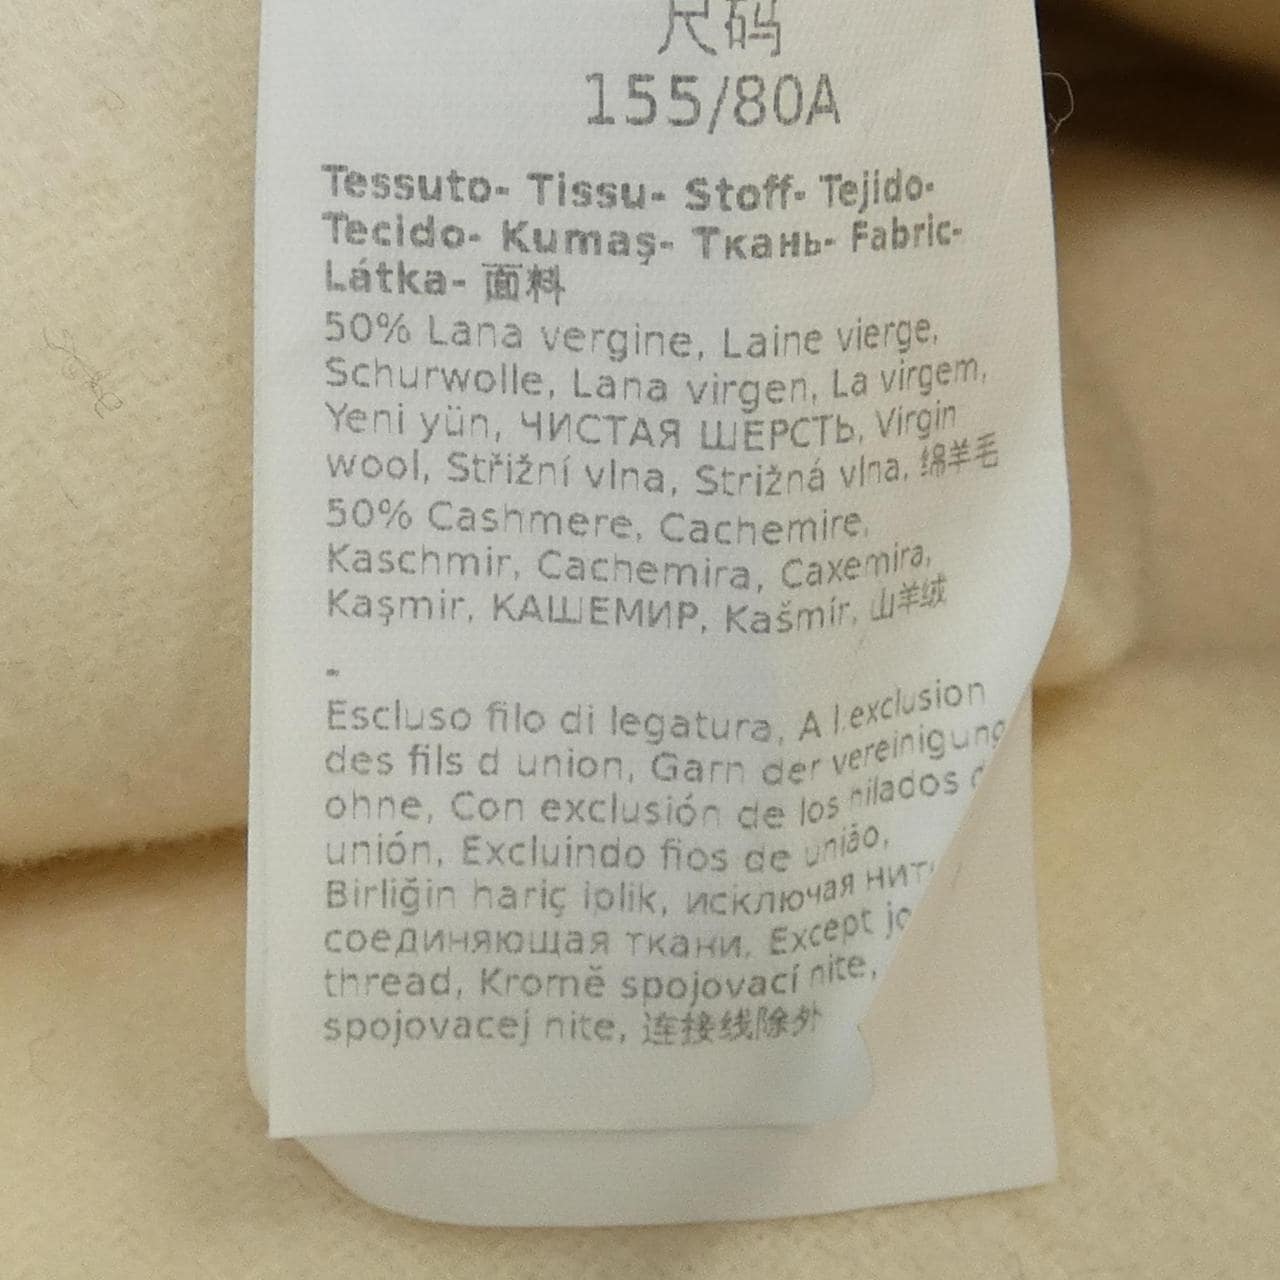 尺码
155/80A
Tessuto- Tissu- Stoff- Tejido-
Tecido- Kumaş- Ткань- Fabric-
Látka- 面料
50% Lana vergine, Laine vierge,
Schurwolle, Lana virgen, La virgem,
Yeni yün, ЧИСТАЯ ШЕРСТЬ, Virgin
wool, Střižní vlna, Strižná vlna, 绵羊毛
50% Cashmere, Cachemire,
Kaschmir, Cachemira, Caxemira,
Kaşmir, КАШЕМИР, Kašmír, 山羊绒
-
Escluso filo di legatura, A l.exclusion
des fils d union, Garn der vereinigung
ohne, Con exclusión de los hilados
unión, Excluindo fios de união,
Birliğin hariç iplik, исключая
соединяющая ткани, Except
thread, Kromě spojovací nite,
spojovacej nite, 连接线除外